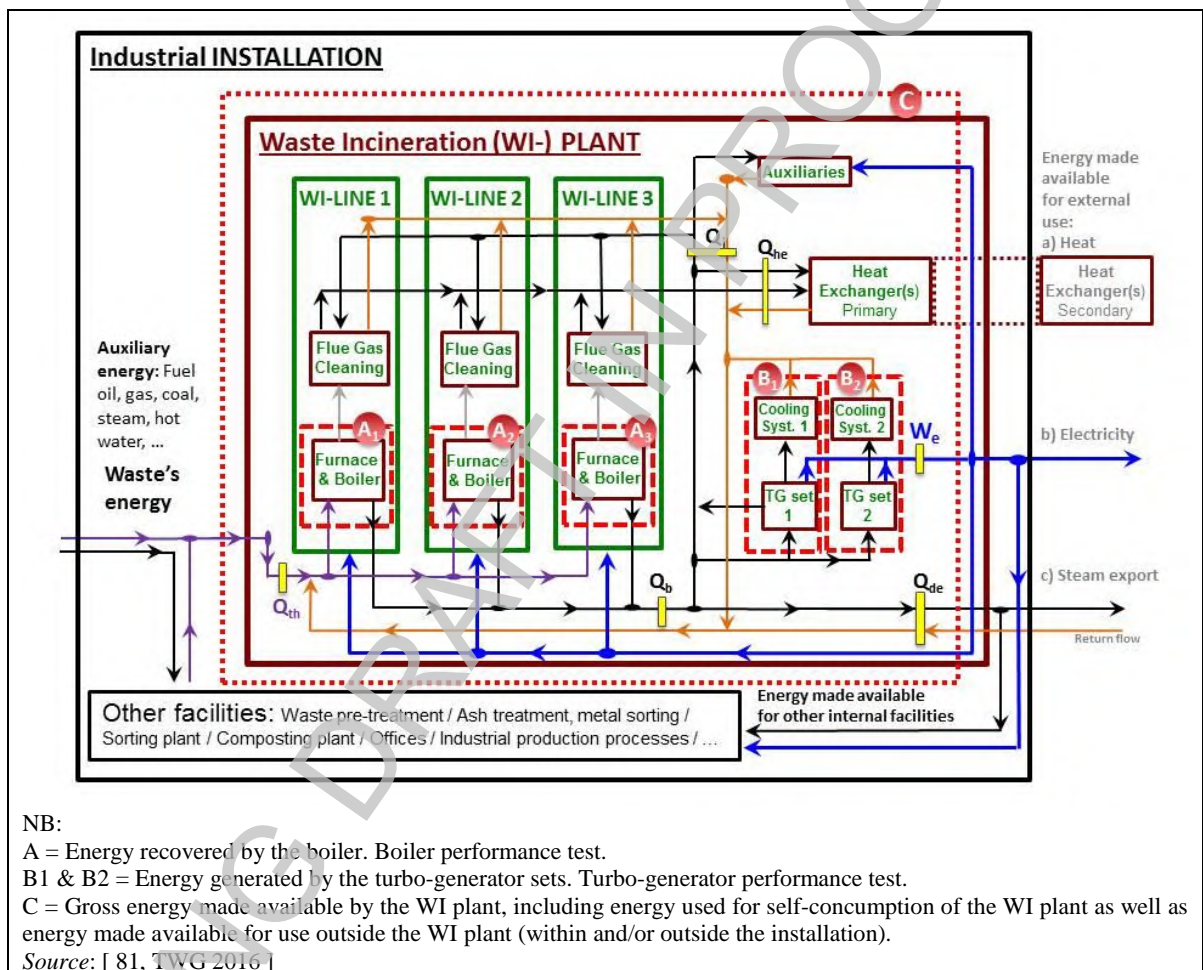 Industrial INSTALLATION
C
Waste Incineration (WI-) PLANT
WI-LINE 1
WI-LINE 2
WI-LINE 3
Auxiliaries
Energy made
available
for external
use:
a) Heat
Q
Qhe
Heat
Exchanger(s)
Primary
Heat
Exchanger(s)
Secondary
Flue Gas
Cleaning
Flue Gas
Cleaning
Flue Gas
Cleaning
Auxiliary
energy: Fuel
oil, gas, coal,
steam, hot
water, ...
Waste's
energy
A1
A2
A3
Furnace
& Boiler
Furnace
& Boiler
Furnace
& Boiler
B1
B2
Cooling
Syst. 1
Cooling
Syst. 2
We
b) Electricity
TG set
1
TG set
2
Qth
Qb
Qde
c) Steam export
Return flow
Other facilities: Waste pre-treatment / Ash treatment, metal sorting /
Sorting plant / Composting plant / Offices / Industrial production processes / ...
Energy made available
for other internal facilities
NB:
A = Energy recovered by the boiler. Boiler performance test.
B1 & B2 = Energy generated by the turbo-generator sets. Turbo-generator performance test.
C = Gross energy made available by the WI plant, including energy used for self-concumption of the WI plant as well as
energy made available for use outside the WI plant (within and/or outside the installation).
Source: [ 81, TWG 2016 ]
NG DRAFT IN PROG